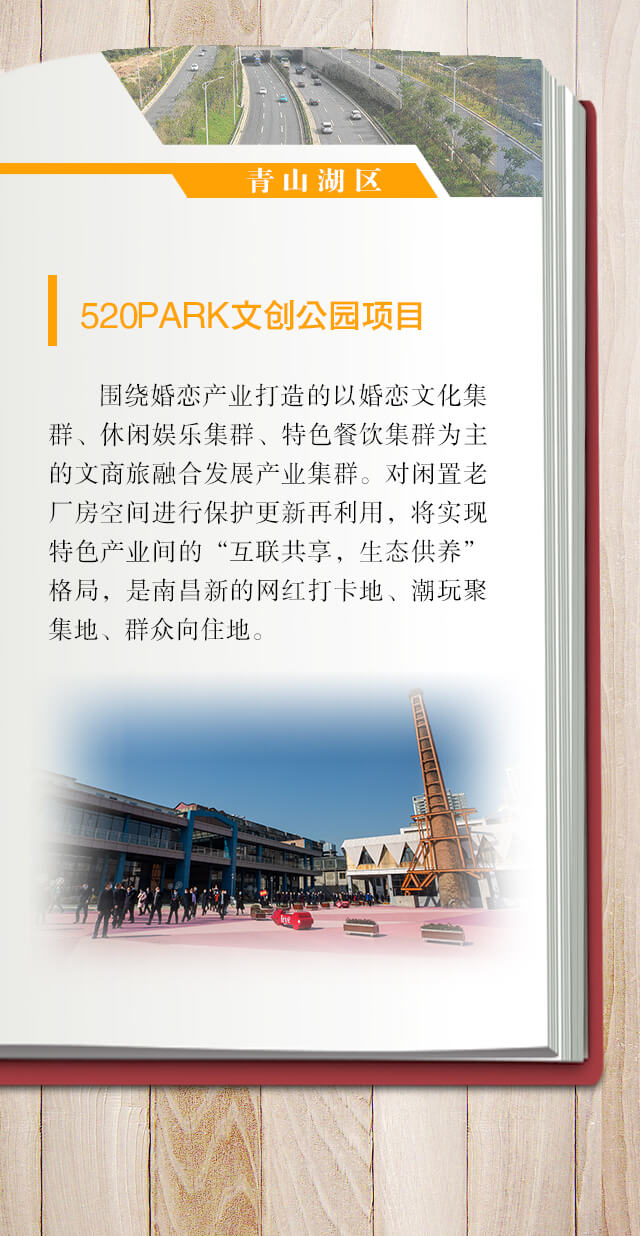 青山湖区
520PARK文创公园项目
围绕婚恋产业打造的以婚恋文化集
群、休闲娱乐集群、特色餐饮集群为主
的文商旅融合发展产业集群。对闲置老
厂房空间进行保护更新再利用，将实现
特色产业间的“互联共享，生态供养”
格局，是南昌新的网红打卡地、潮玩聚
集地、群众向住地。